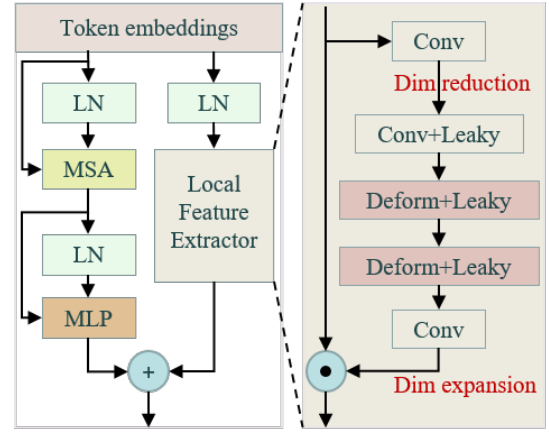 Token embeddings
LN
LN
MSA
Local
Feature
Extractor
LN
MLP
+
Conv
Dim reduction
Conv+Leaky
Deform+Leaky
Deform+Leaky
Conv
Dim expansion